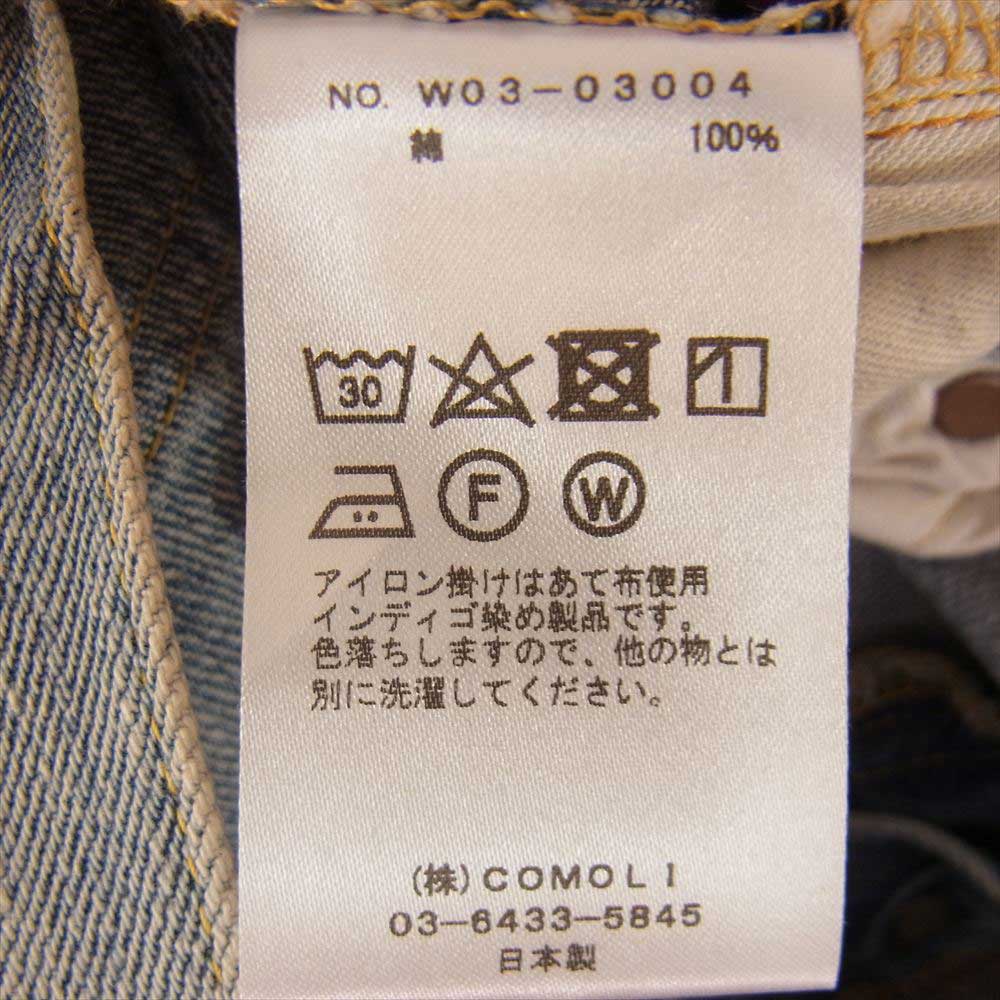 NO. W03-03004
綿 100%
30
F W
アイロン掛けはあて布使用
インディゴ染め製品です。
色落ちしますので、他の物とは
別に洗濯してください。
(株)COMOLI
03-6433-5845
日本製